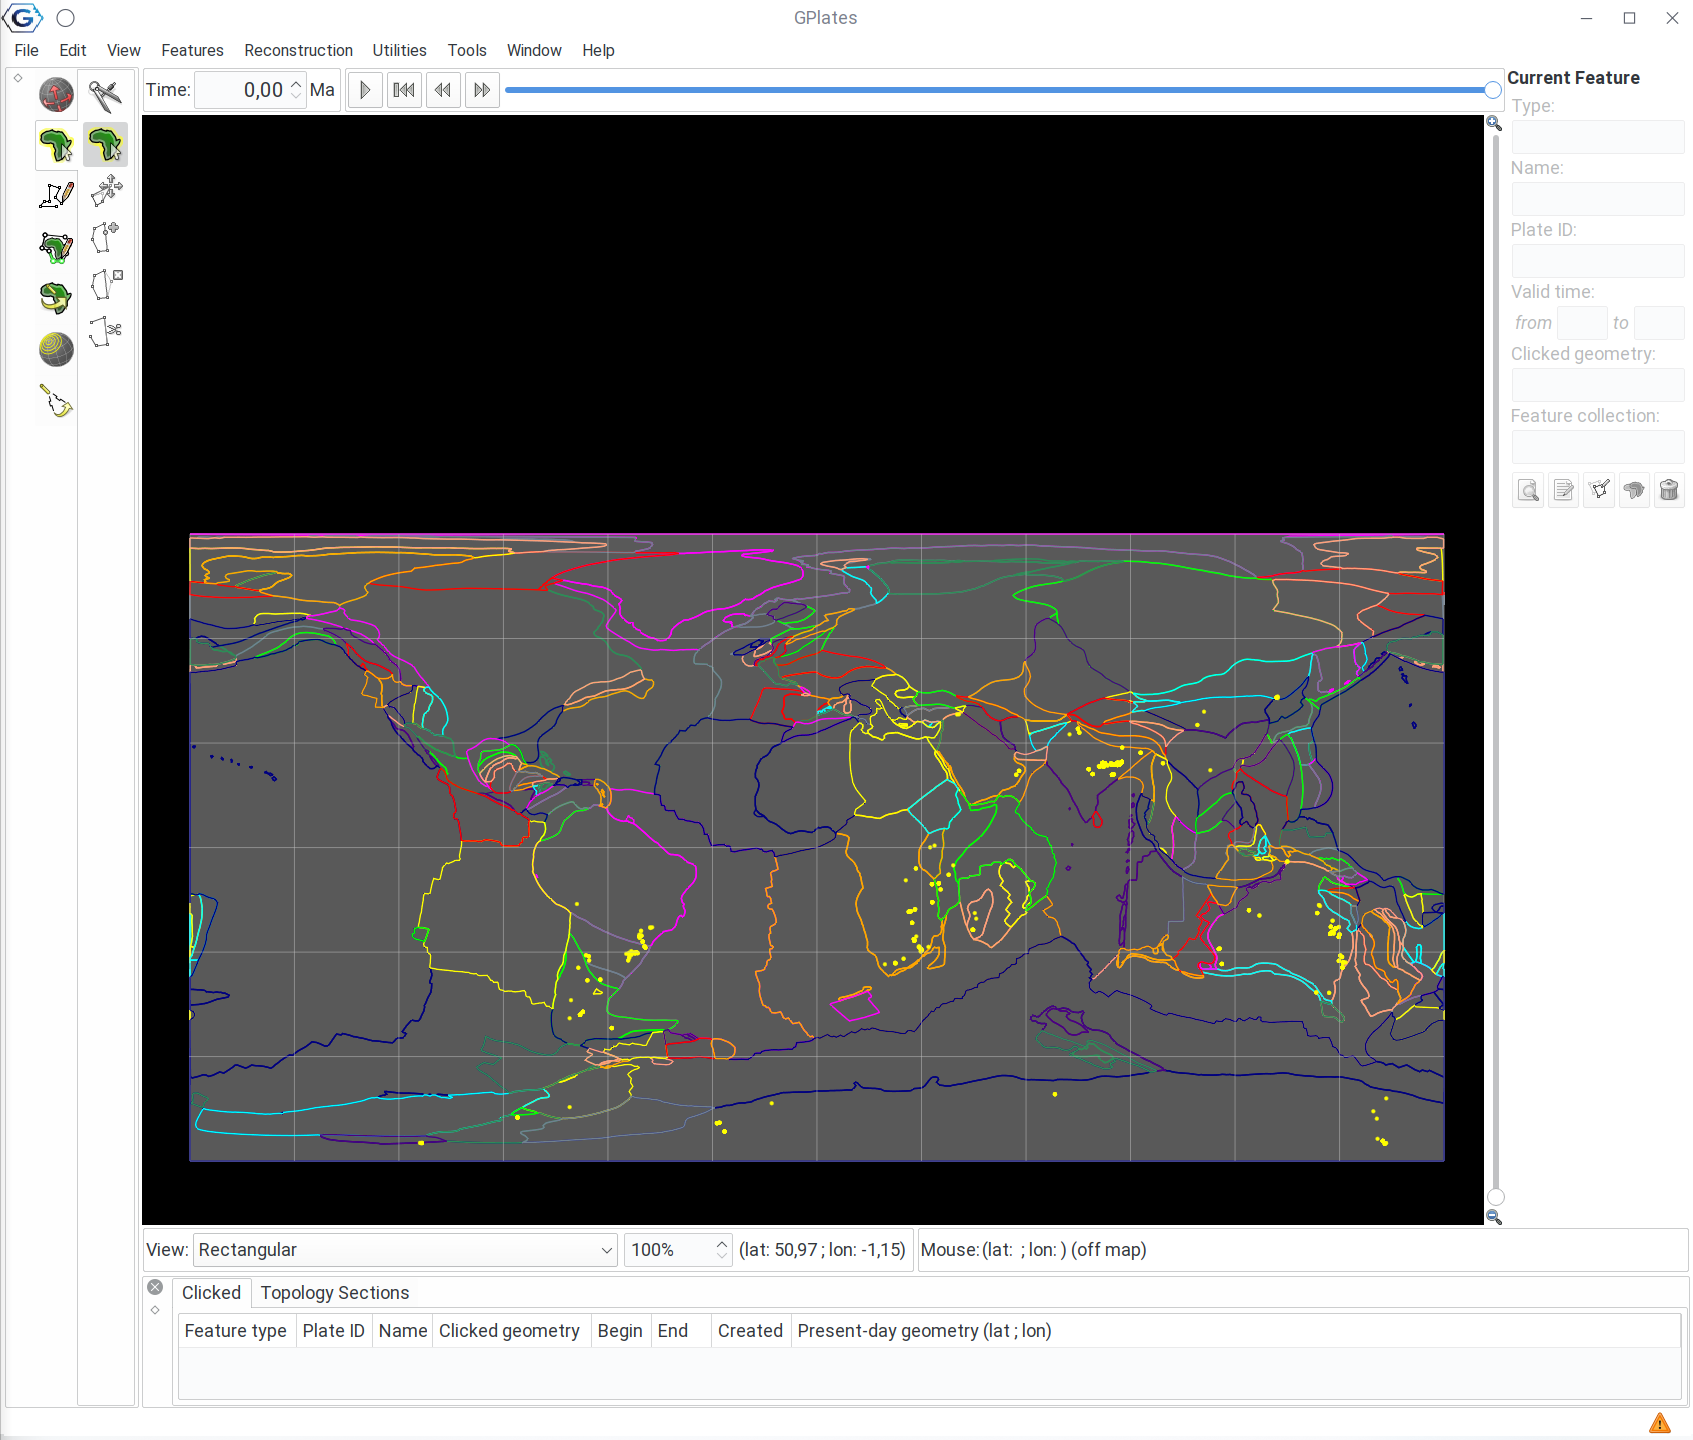 GPlates
File Edit View Features Reconstruction Utilities Tools Window Help
Time: 0,00 Ma
Current Feature
Type:
Name:
Plate ID:
Valid time:
from to
Clicked geometry:
Feature collection:
View: Rectangular 100% (lat: 50,97 ; lon: -1,15) Mouse: (lat: ; lon: ) (off map)
Clicked Topology Sections
Feature type Plate ID Name Clicked geometry Begin End Created Present-day geometry (lat ; lon)